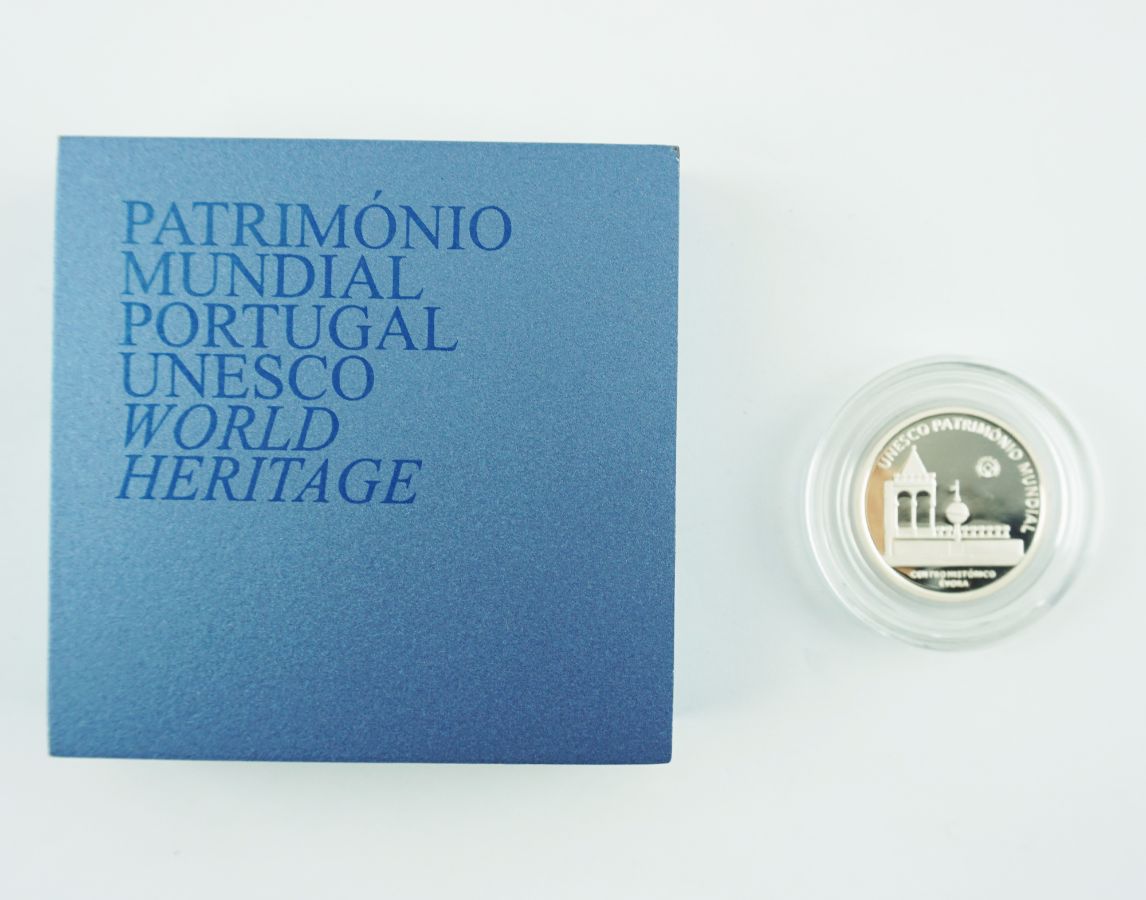 PATRIMÓNIO
MUNDIAL
PORTUGAL
UNESCO
WORLD
HERITAGE
UNESCO PATRIMÓNIO MUNDIAL
CENTRO HISTÓRICO
ÉVORA